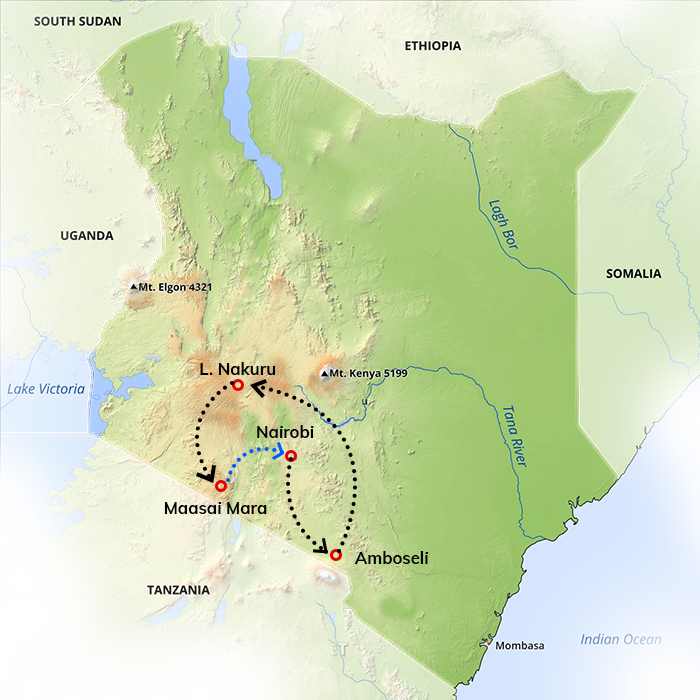 SOUTH SUDAN
ETHIOPIA
Lagh Bor
UGANDA
SOMALIA
Mt. Elgon 4321
L. Nakuru
Mt. Kenya 5199
Lake Victoria
Tana River
Nairobi
Maasai Mara
Amboseli
TANZANIA
Mombasa
Indian Ocean